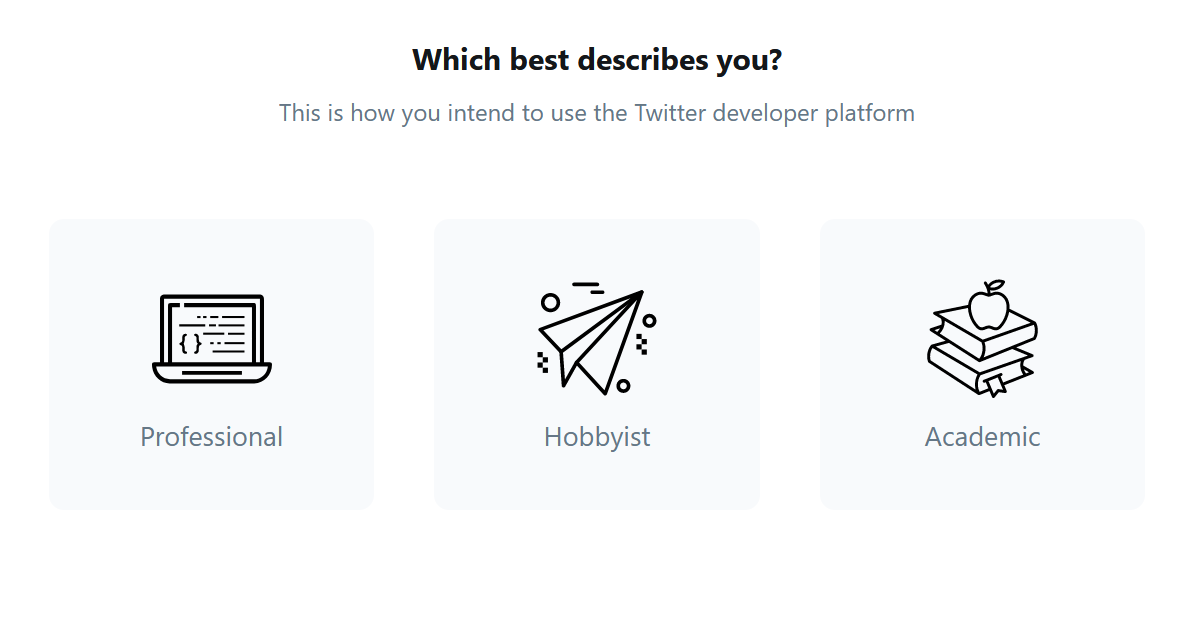 Which best describes you?
This is how you intend to use the Twitter developer platform
Professional
Hobbyist
Academic